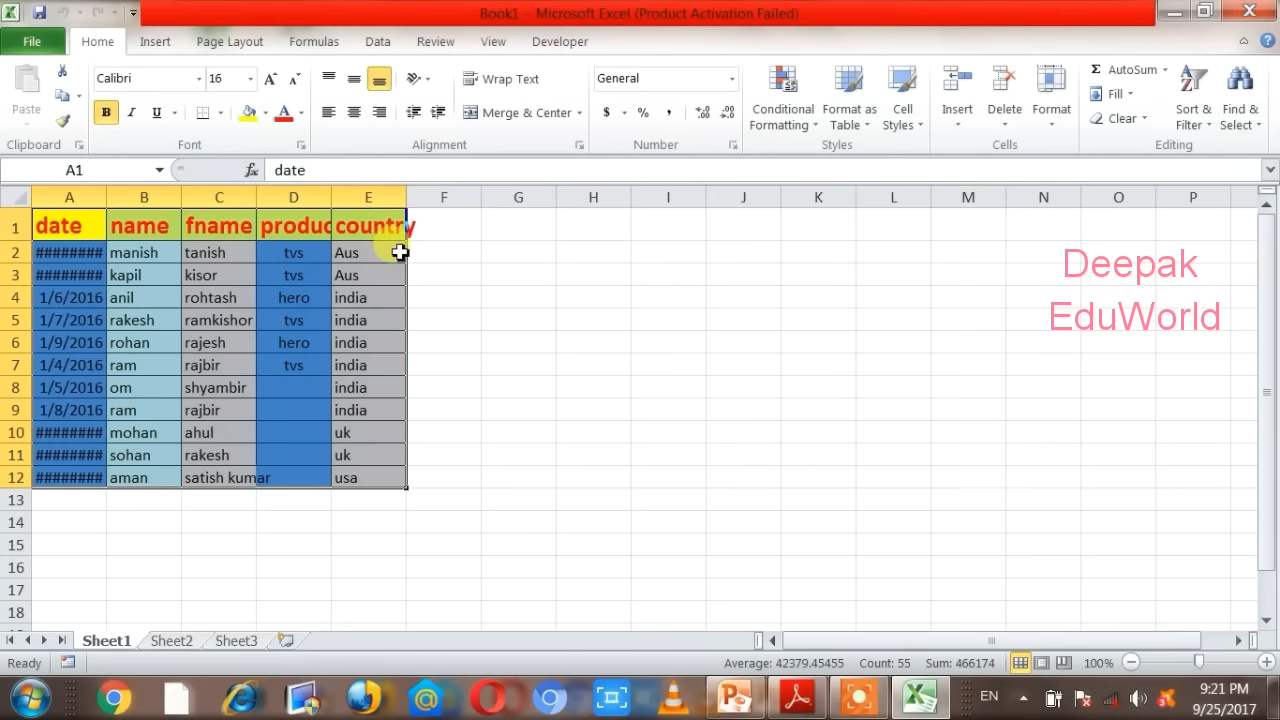 Book1 - Microsoft Excel (Product Activation Failed)
File Home Insert Page Layout Formulas Data Review View Developer
Calibri 16 Wrap Text General AutoSum
Paste B I U Merge & Center $ % , Conditional Formatting Format as Table Cell Styles Insert Delete Format Fill Clear Sort & Filter Find & Select
Clipboard Font Alignment Number Styles Cells Editing
A1 fx date
A B C D E F G H I J K L M N O P
1 date name fname produc country
2 ######## manish tanish tvs Aus
3 ######## kapil kisor tvs Aus
4 1/6/2016 anil rohtash hero india
5 1/7/2016 rakesh ramkishor tvs india
6 1/9/2016 rohan rajesh hero india
7 1/4/2016 ram rajbir tvs india
8 1/5/2016 om shyambir india
9 1/8/2016 ram rajbir india
10 ######## mohan ahul uk
11 ######## sohan rakesh uk
12 ######## aman satish kumar usa
13
14
15
16
17
18
Deepak
EduWorld
Sheet1 Sheet2 Sheet3
Ready Average: 42379.45455 Count: 55 Sum: 466174 100%
EN 9:21 PM
9/25/2017